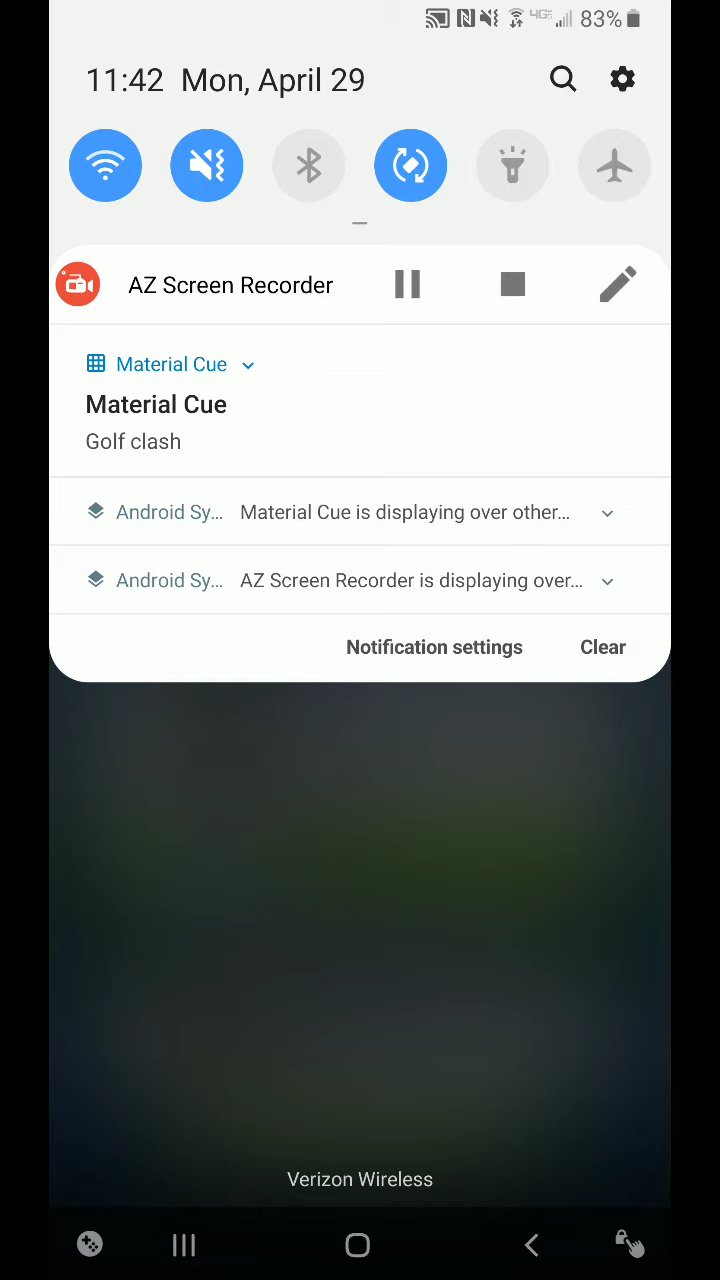 4GE 83%
11:42 Mon, April 29
AZ Screen Recorder
Material Cue
Material Cue
Golf clash
Android Sy... Material Cue is displaying over other...
Android Sy... AZ Screen Recorder is displaying over...
Notification settings Clear
Verizon Wireless